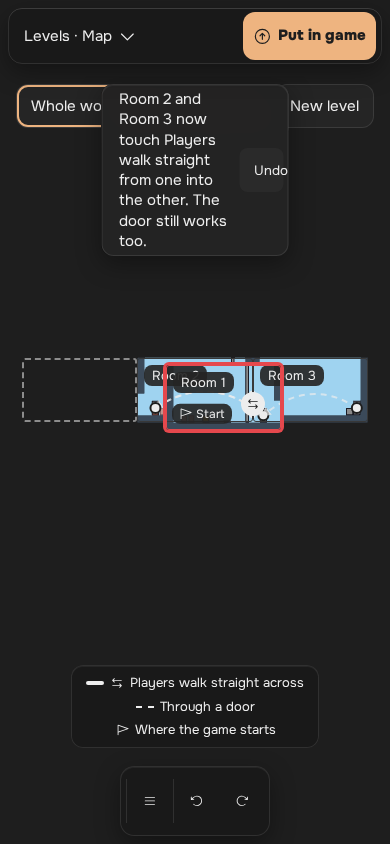 Levels · Map
Put in game
Whole wo
New level
Room 2 and
Room 3 now
touch Players
walk straight
from one into
the other. The
door still works
too.
Undo
Room 1
Room 3
Start
Players walk straight across
Through a door
Where the game starts